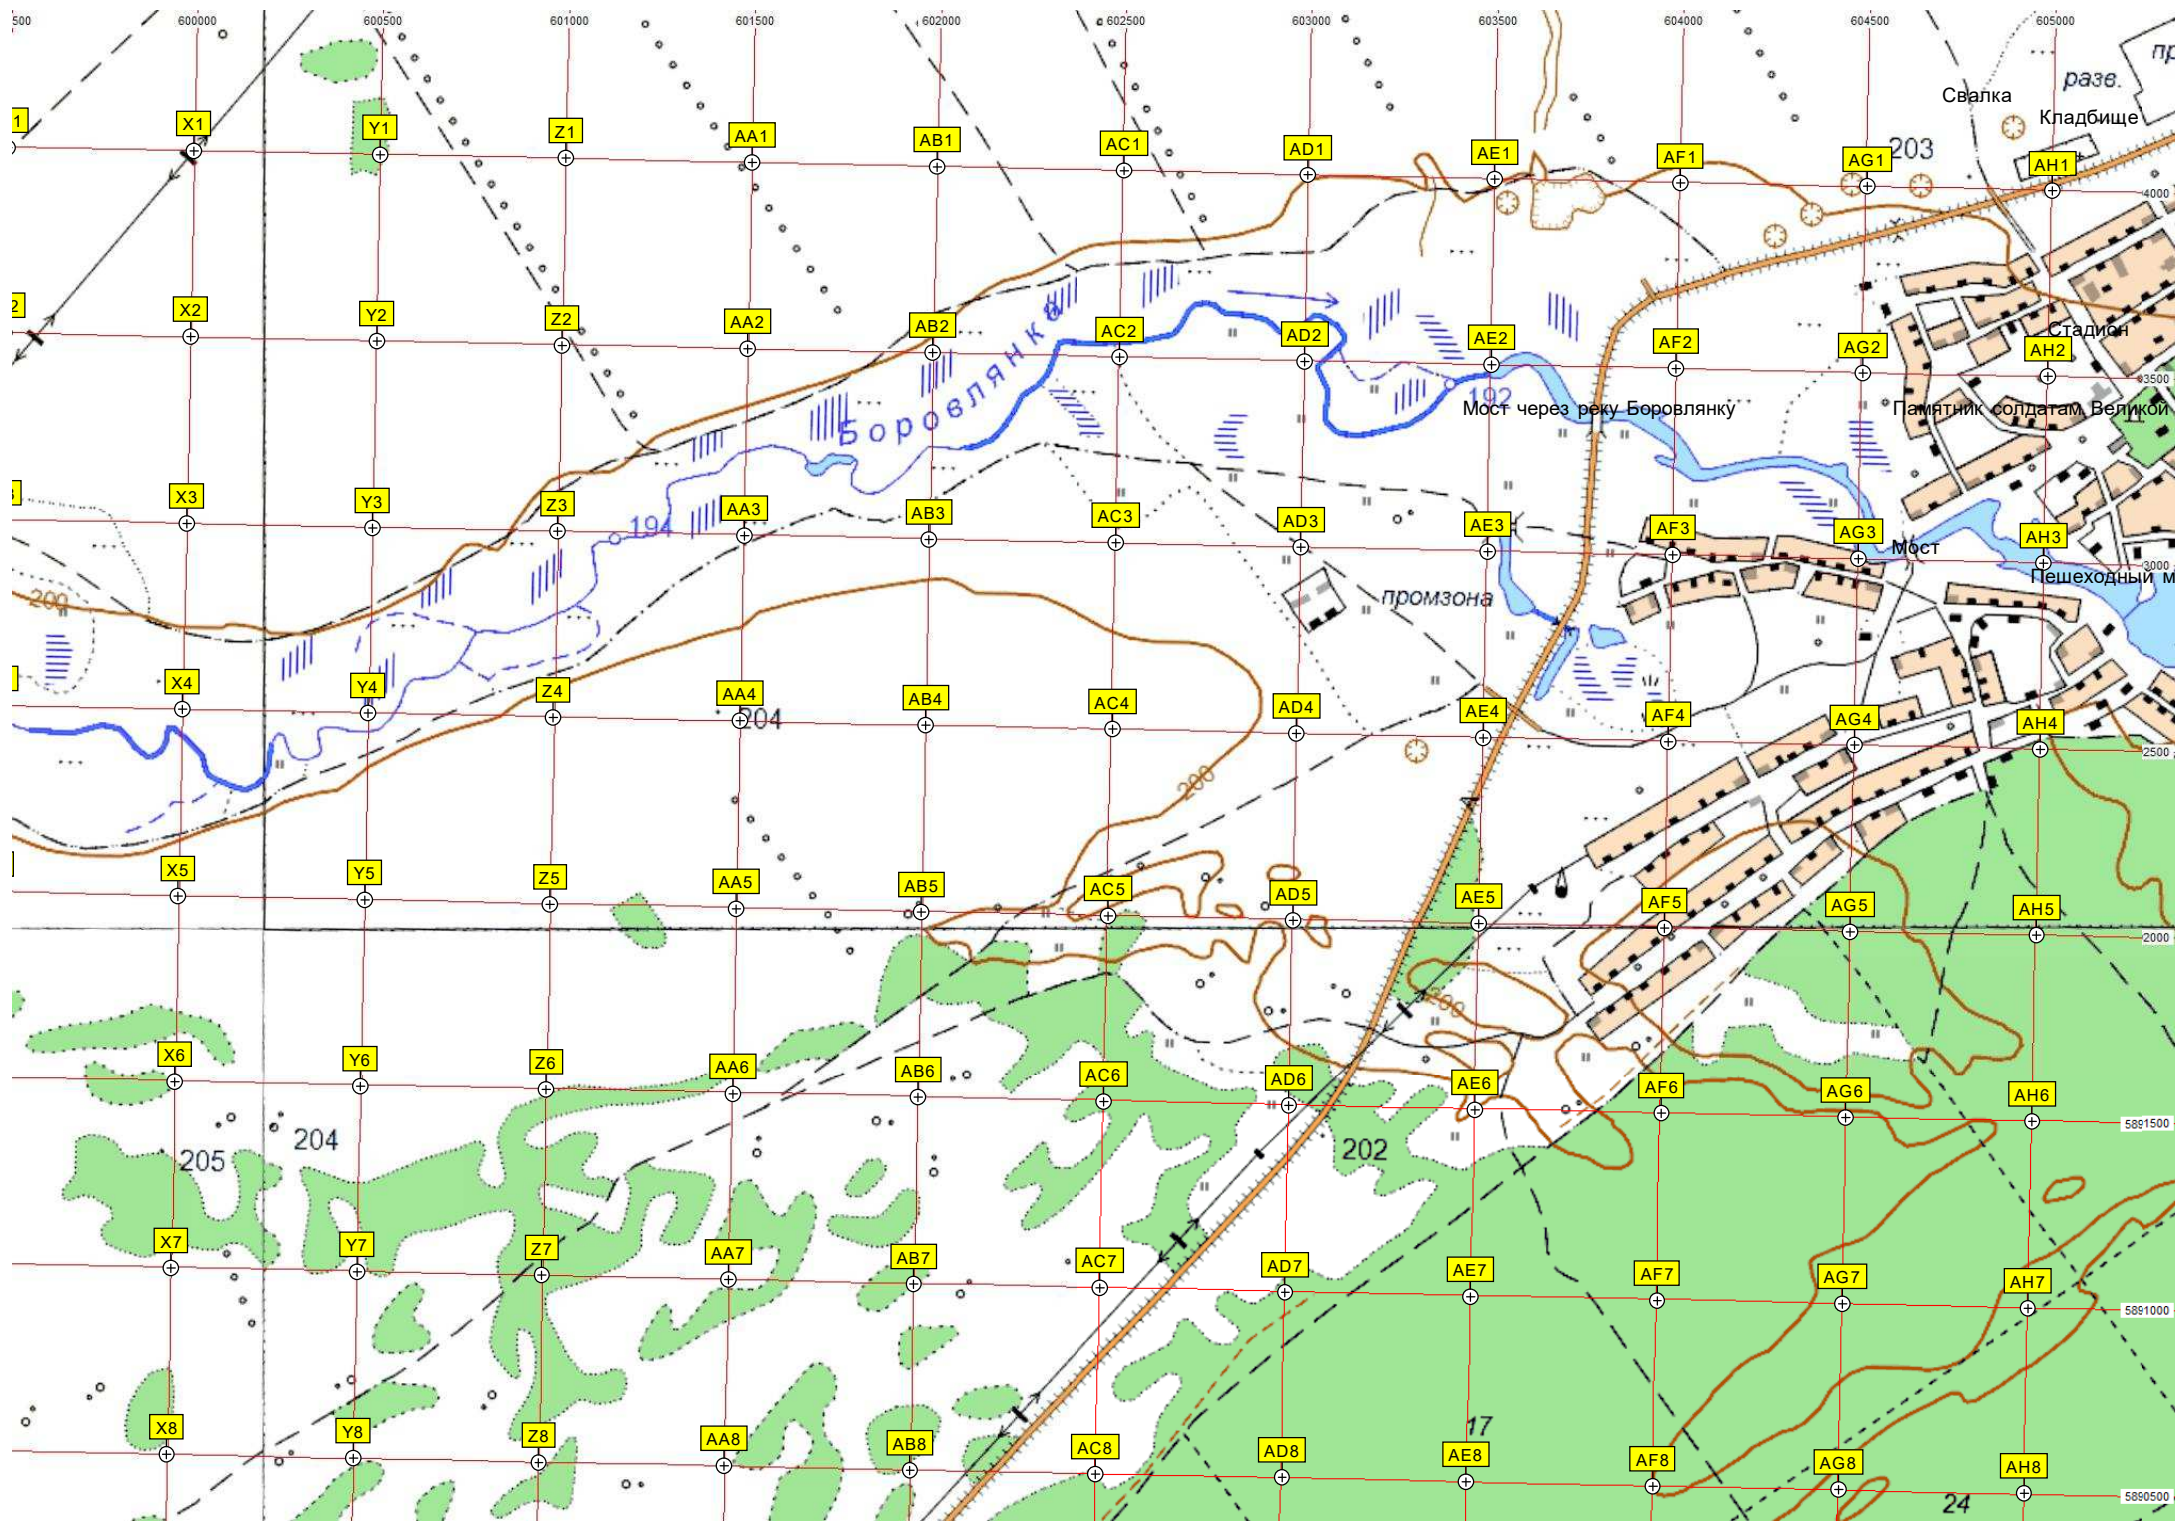 500 600000 600500 601000 601500 602000 602500 603000 603500 604000 604500 605000
разв.
Свалка
Кладбище
1 X1 Y1 Z1 AA1 AB1 AC1 AD1 AE1 AF1 AG1 203 AH1
4000
2 X2 Y2 Z2 AA2 AB2 AC2 AD2 AE2 AF2 AG2 AH2
Стадион
3500
Боровлянка
192
Мост через реку Боровлянку
Памятник солдатам Великой
X3 Y3 Z3 AA3 AB3 AC3 AD3 AE3 AF3 AG3 AH3
194
Мост
3000
Пешеходный м
200
промзона
X4 Y4 Z4 AA4 AB4 AC4 AD4 AE4 AF4 AG4 AH4
204
2500
200
X5 Y5 Z5 AA5 AB5 AC5 AD5 AE5 AF5 AG5 AH5
2000
200
X6 Y6 Z6 AA6 AB6 AC6 AD6 AE6 AF6 AG6 AH6
5891500
204
205
202
X7 Y7 Z7 AA7 AB7 AC7 AD7 AE7 AF7 AG7 AH7
5891000
17
X8 Y8 Z8 AA8 AB8 AC8 AD8 AE8 AF8 AG8 AH8
5890500
24